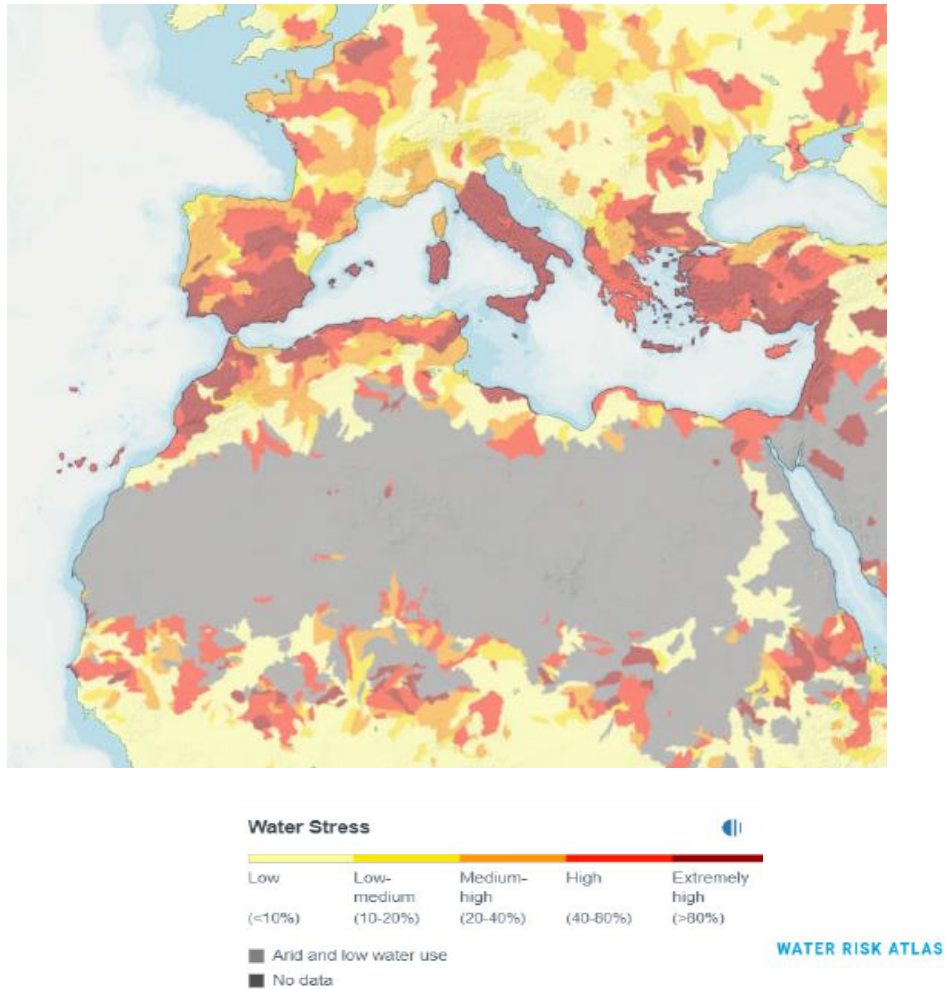 Water Stress
Low Low- Medium- High Extremely
medium high high
(<10%) (10-20%) (20-40%) (40-80%) (>80%)
Arid and low water use
No data
WATER RISK ATLAS